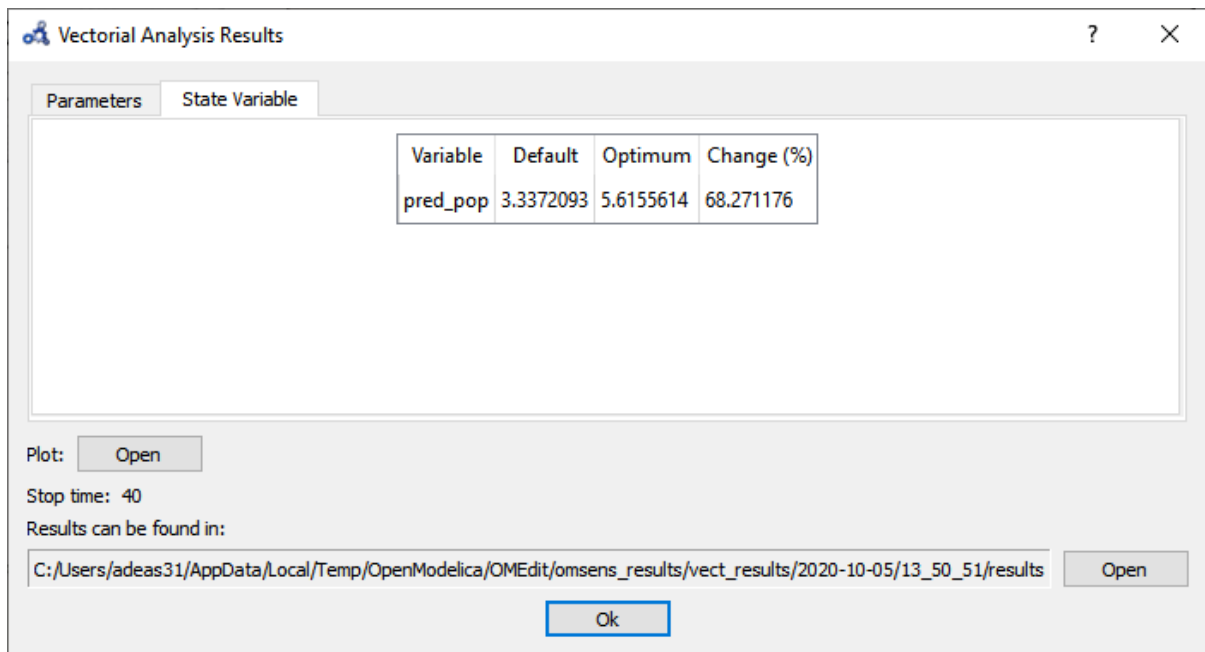 Vectorial Analysis Results ?
Parameters State Variable
Variable Default Optimum Change (%)
pred_pop 3.3372093 5.6155614 68.271176
Plot: Open
Stop time: 40
Results can be found in:
C:/Users/adeas31/AppData/Local/Temp/OpenModelica/OMEdit/omsens_results/vect_results/2020-10-05/13_50_51/results Open
Ok